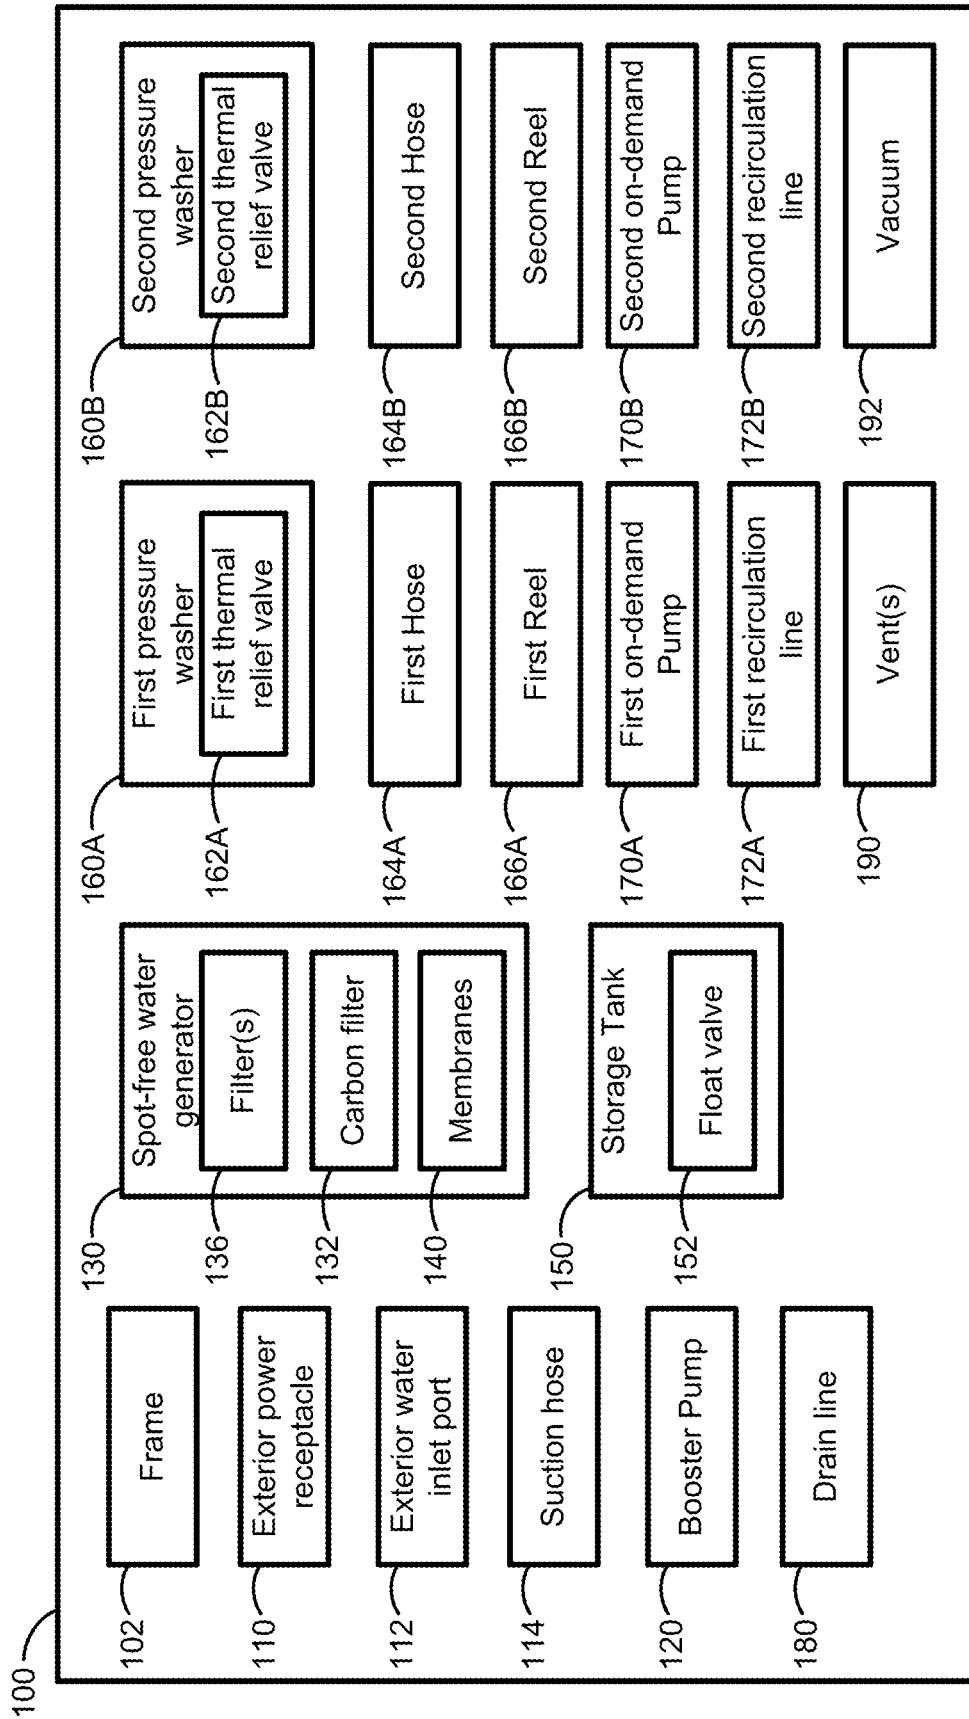 100
102
Frame
110
Exterior power
receptacle
112
Exterior water
inlet port
114
Suction hose
120
Booster Pump
180
Drain line
130
Spot-free water
generator
136
Filter(s)
132
Carbon filter
140
Membranes
150
Storage Tank
152
Float valve
160A
First pressure
washer
162A
First thermal
relief valve
164A
First Hose
166A
First Reel
170A
First on-demand
Pump
172A
First recirculation
line
190
Vent(s)
160B
Second pressure
washer
162B
Second thermal
relief valve
164B
Second Hose
166B
Second Reel
170B
Second on-demand
Pump
172B
Second recirculation
line
192
Vacuum